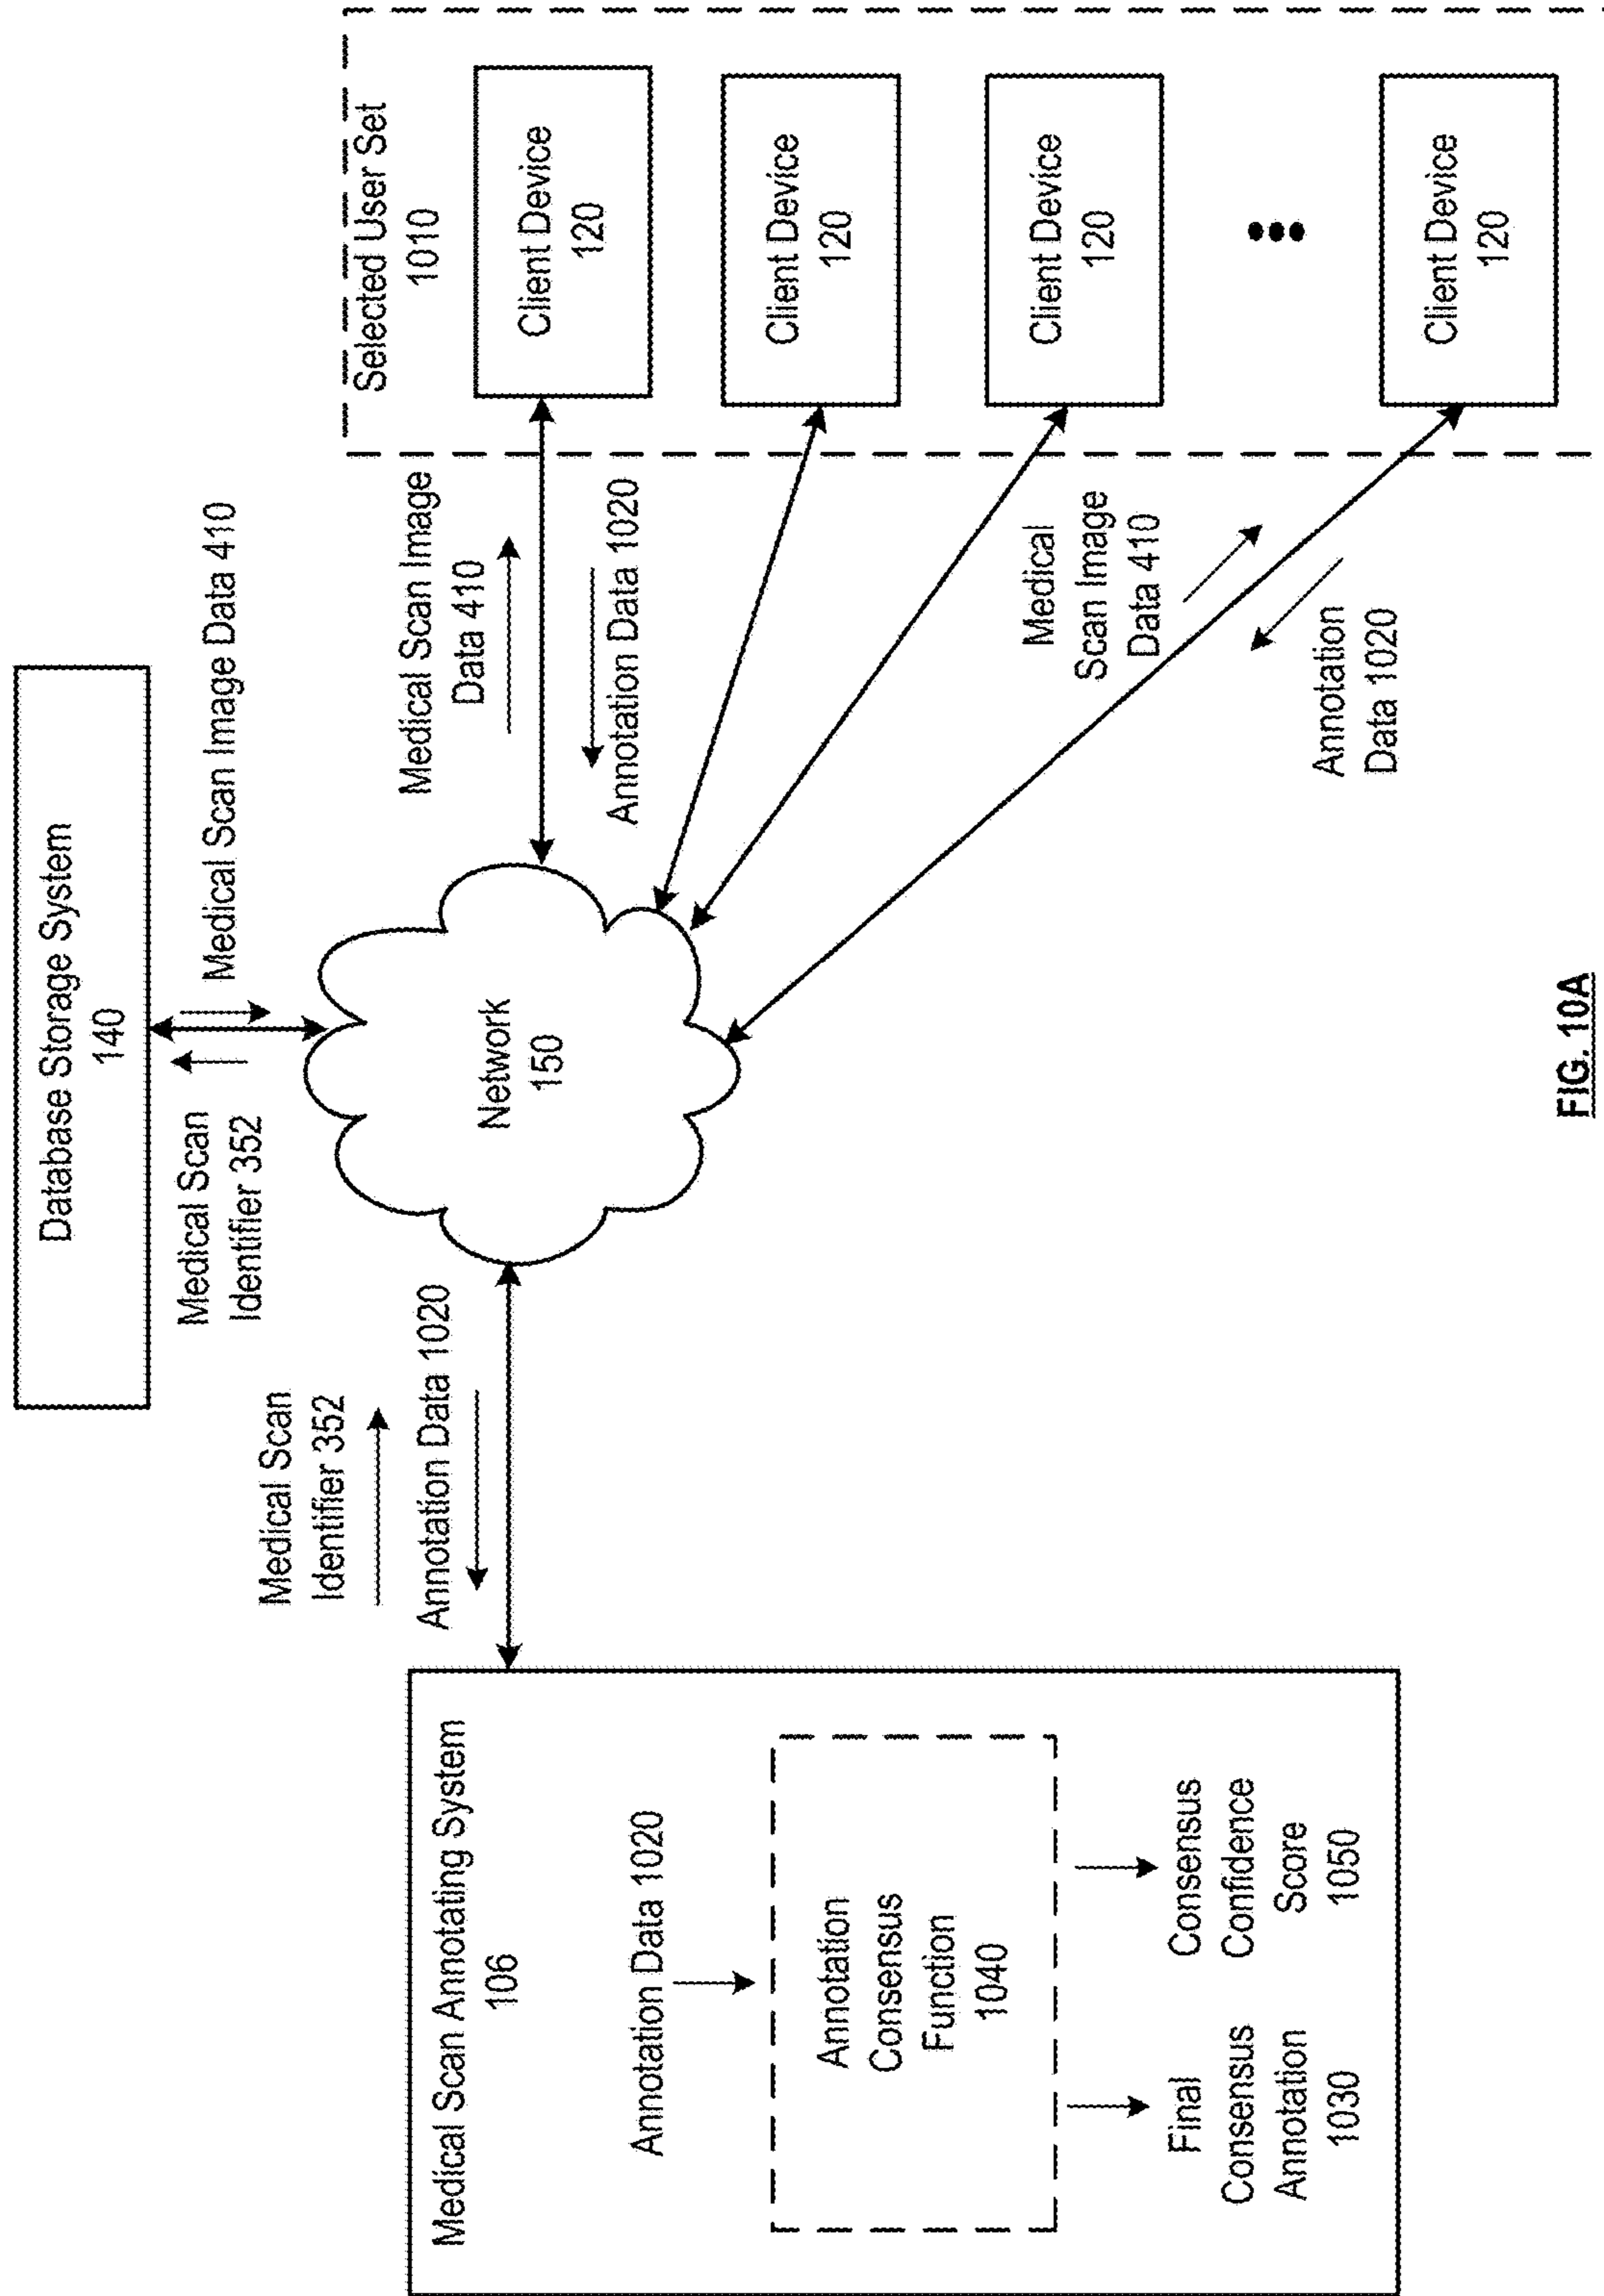 Database Storage System
140
Medical Scan
Identifier 352
Medical Scan Image Data 410
Medical Scan
Identifier 352
Annotation Data 1020
Network
150
Medical Scan Image
Data 410
Annotation Data 1020
Medical
Scan Image
Data 410
Annotation
Data 1020
Selected User Set
1010
Client Device
120
Client Device
120
Client Device
120
Client Device
120
Medical Scan Annotating System
106
Annotation Data 1020
Annotation
Consensus
Function
1040
Final
Consensus
Annotation
1030
Consensus
Confidence
Score
1050
FIG. 10A